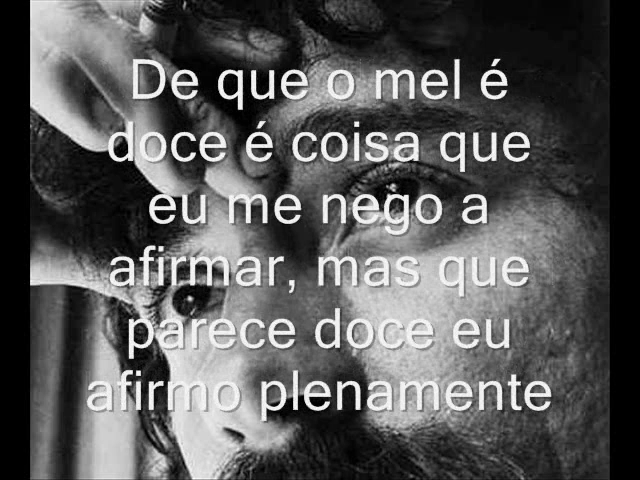 De que o mel é
doce é coisa que
eu me nego a
afirmar, mas que
parece doce eu
afirmo plenamente